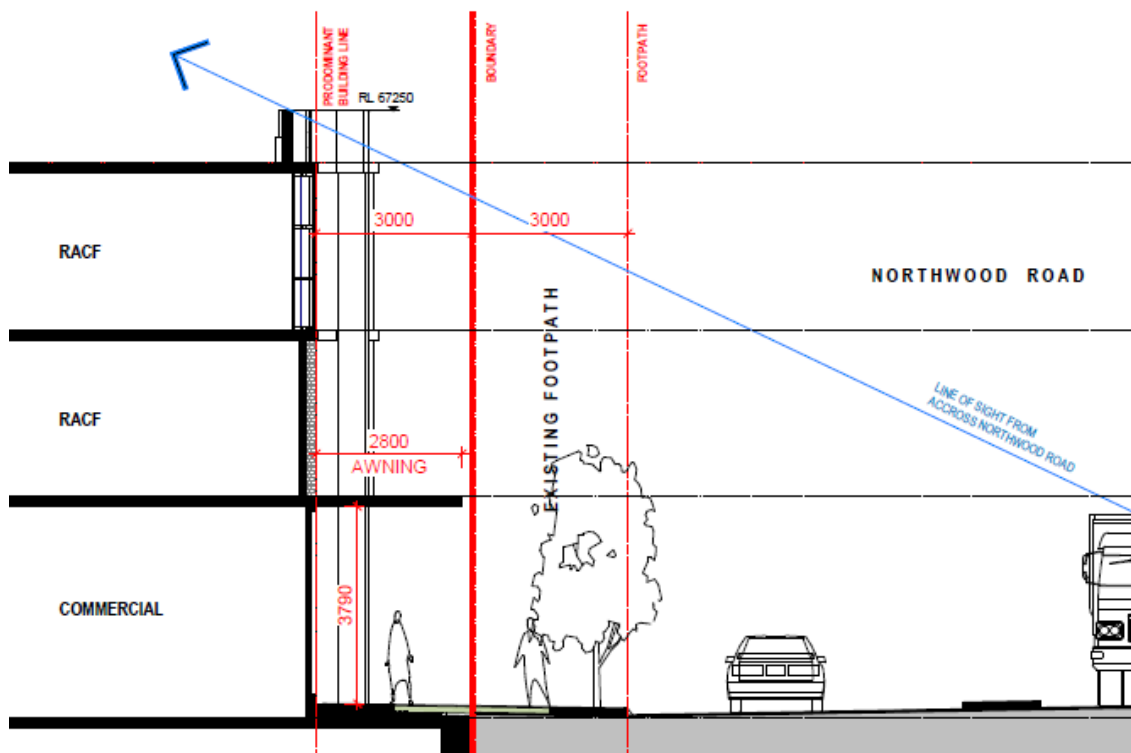 PRODOMINANT
BUILDING LINE
RL 67250
BOUNDARY
FOOTPATH
3000
3000
RACF
NORTHWOOD ROAD
EXISTING FOOTPATH
LINE OF SIGHT FROM
ACCROSS NORTHWOOD ROAD
RACF
2800
AWNING
COMMERCIAL
3790